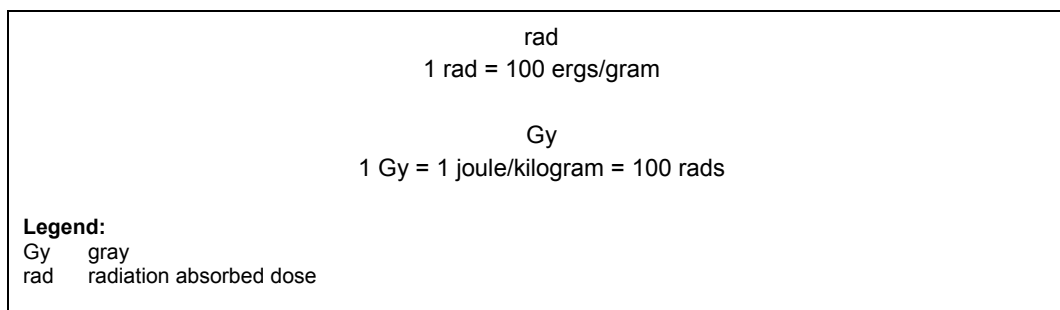 rad
1 rad = 100 ergs/gram
Gy
1 Gy = 1 joule/kilogram = 100 rads
Legend:
Gy gray
rad radiation absorbed dose